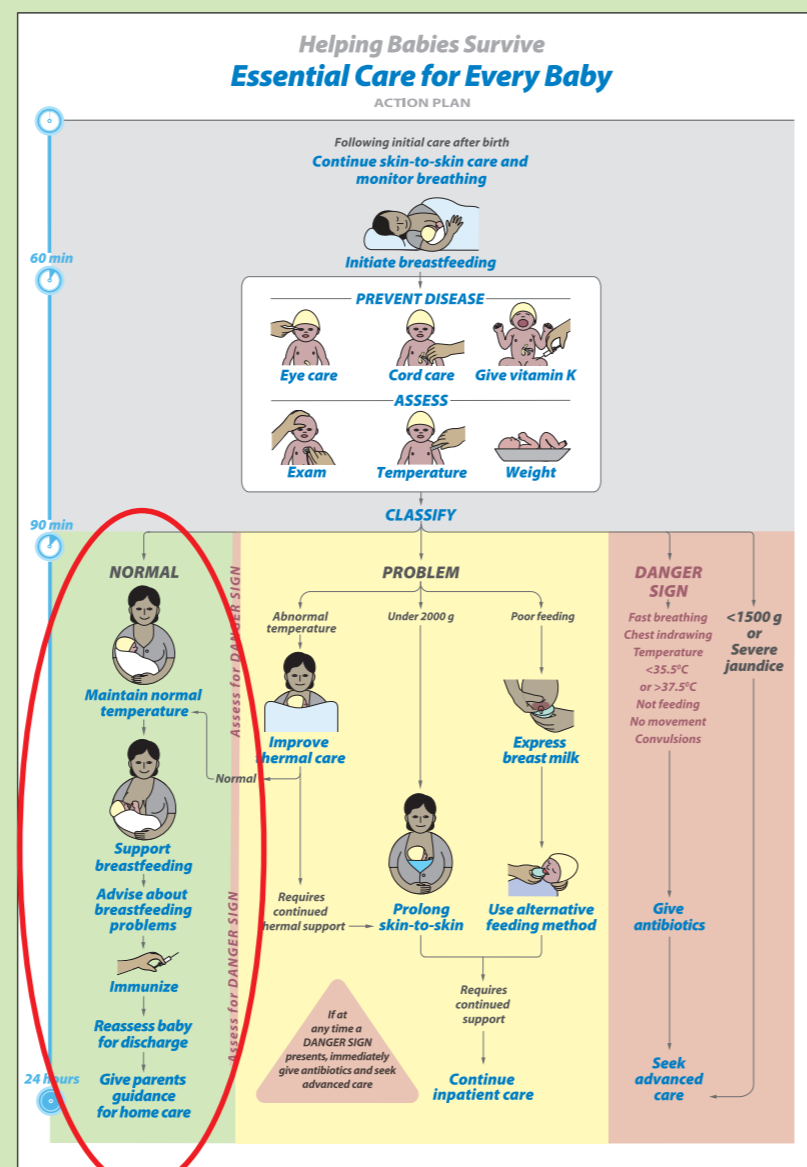 Helping Babies Survive
Essential Care for Every Baby
ACTION PLAN
Following initial care after birth
Continue skin-to-skin care and
monitor breathing
Initiate breastfeeding
60 min
PREVENT DISEASE
Eye care
Cord care
Give vitamin K
ASSESS
Exam
Temperature
Weight
CLASSIFY
90 min
NORMAL
Maintain normal
temperature
Support
breastfeeding
Advise about
breastfeeding
problems
Immunize
Reassess baby
for discharge
Give parents
guidance
for home care
24 hours
Assess for DANGER SIGN
Assess for DANGER SIGN
Assess for DANGER SIGN
PROBLEM
Abnormal
temperature
Improve
thermal care
Normal
Requires
continued
thermal support
Under 2000 g
Prolong
skin-to-skin
Poor feeding
Express
breast milk
Use alternative
feeding method
Requires
continued
support
Continue
inpatient care
If at
any time a
DANGER SIGN
presents, immediately
give antibiotics and seek
advanced care
DANGER
SIGN
Fast breathing
Chest indrawing
Temperature
<35.5⁰C
or >37.5⁰C
Not feeding
No movement
Convulsions
Give
antibiotics
Seek
advanced
care
<1500 g
or
Severe
jaundice